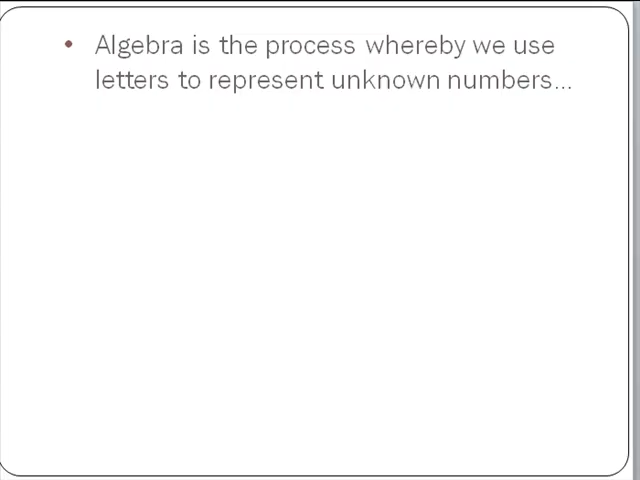 • Algebra is the process whereby we use
letters to represent unknown numbers...